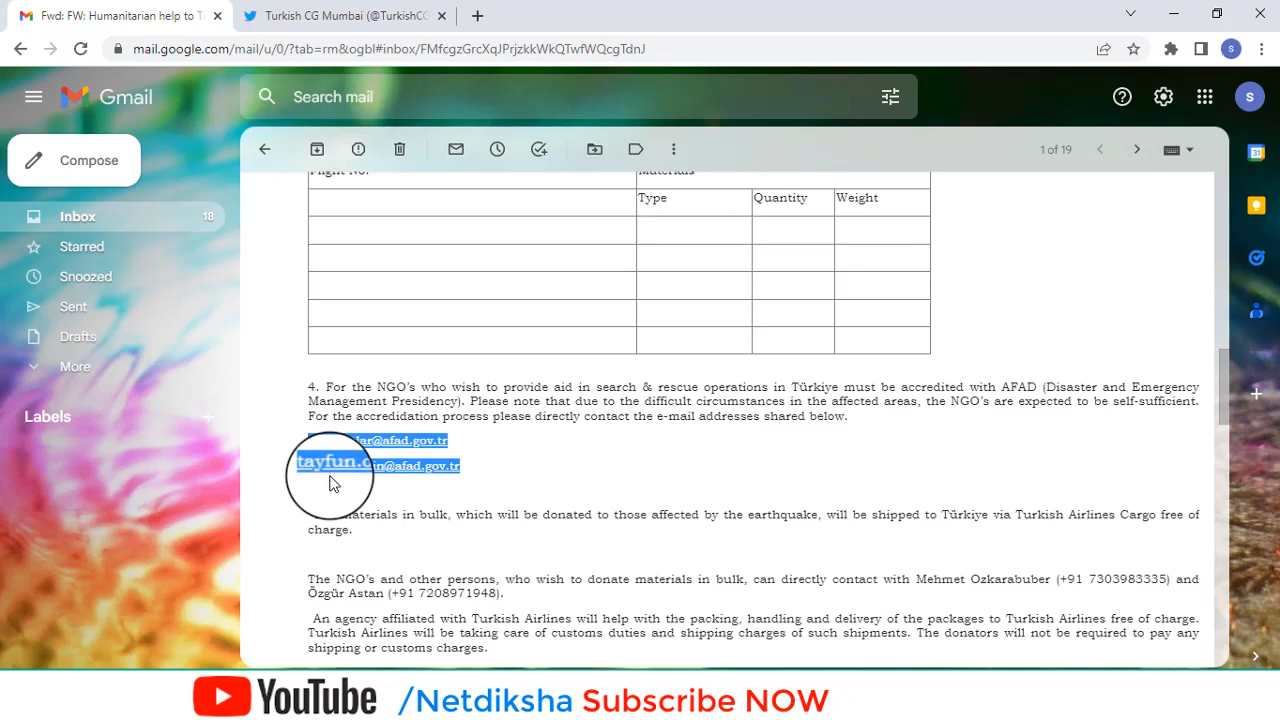 Fwd: FW: Humanitarian help to T
Turkish CG Mumbai (@TurkishCG
mail.google.com/mail/u/0/?tab=rm&ogbl#inbox/FMfcgzGrcXqJPrjzkkWkQTwfWQcgTdnJ
S
Gmail
Search mail
S
Compose
1 of 19
Inbox 18
Starred
Snoozed
Sent
Drafts
More
Labels
Flight No. Materials
Type Quantity Weight
4. For the NGO's who wish to provide aid in search & rescue operations in Türkiye must be accredited with AFAD (Disaster and Emergency
Management Presidency). Please note that due to the difficult circumstances in the affected areas, the NGO's are expected to be self-sufficient.
For the accredidation process please directly contact the e-mail addresses shared below.
lar@afad.gov.tr
tayfun.c in@afad.gov.tr
materials in bulk, which will be donated to those affected by the earthquake, will be shipped to Türkiye via Turkish Airlines Cargo free of
charge.
The NGO's and other persons, who wish to donate materials in bulk, can directly contact with Mehmet Ozkarabuber (+91 7303983335) and
Özgür Astan (+91 7208971948).
An agency affiliated with Turkish Airlines will help with the packing, handling and delivery of the packages to Turkish Airlines free of charge.
Turkish Airlines will be taking care of customs duties and shipping charges of such shipments. The donators will not be required to pay any
shipping or customs charges.
YouTube /Netdiksha Subscribe NOW